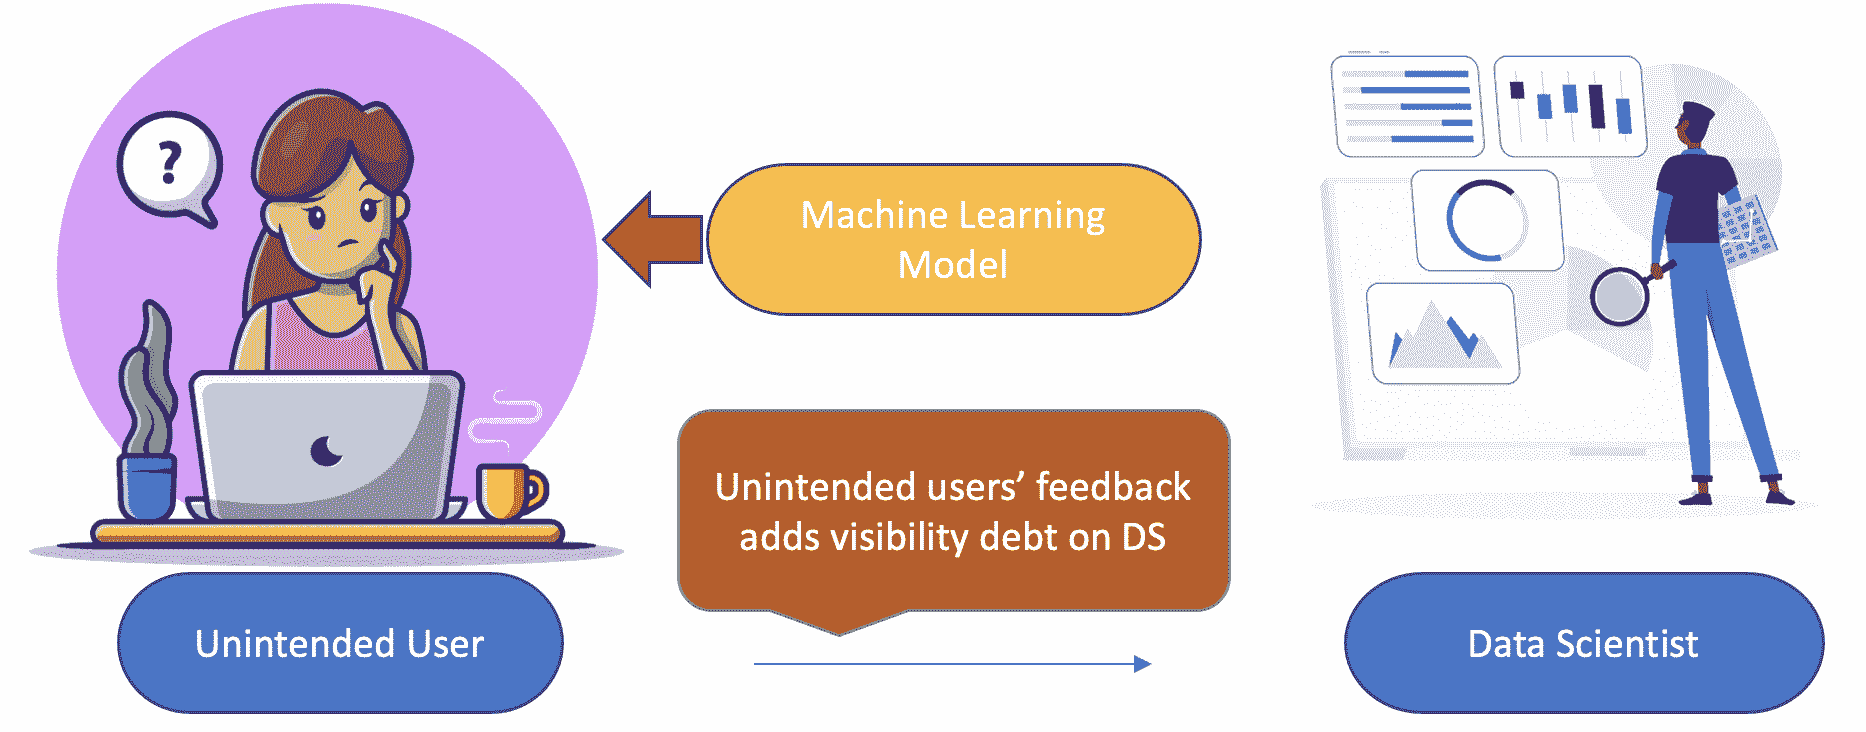 ?
Machine Learning
Model
Unintended users’ feedback
adds visibility debt on DS
Unintended User
Data Scientist